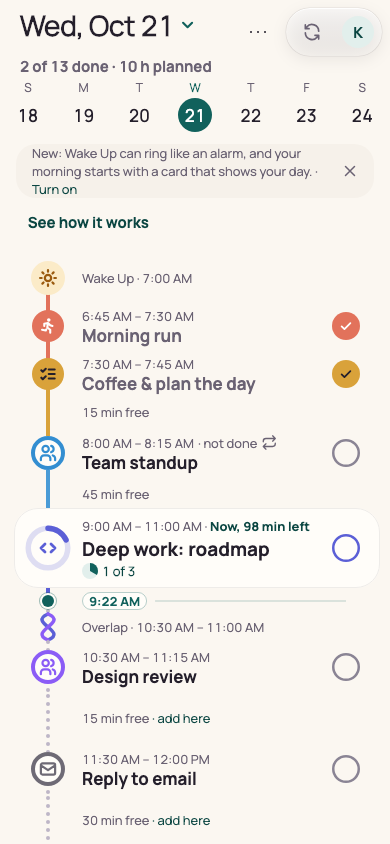 Wed, Oct 21
...
K
2 of 13 done · 10 h planned
S M T W T F S
18 19 20 21 22 23 24
New: Wake Up can ring like an alarm, and your
morning starts with a card that shows your day. ·
Turn on
See how it works
Wake Up · 7:00 AM
6:45 AM – 7:30 AM
Morning run
7:30 AM – 7:45 AM
Coffee & plan the day
15 min free
8:00 AM – 8:15 AM · not done
Team standup
45 min free
9:00 AM – 11:00 AM · Now, 98 min left
Deep work: roadmap
1 of 3
9:22 AM
Overlap · 10:30 AM – 11:00 AM
10:30 AM – 11:15 AM
Design review
15 min free · add here
11:30 AM – 12:00 PM
Reply to email
30 min free · add here